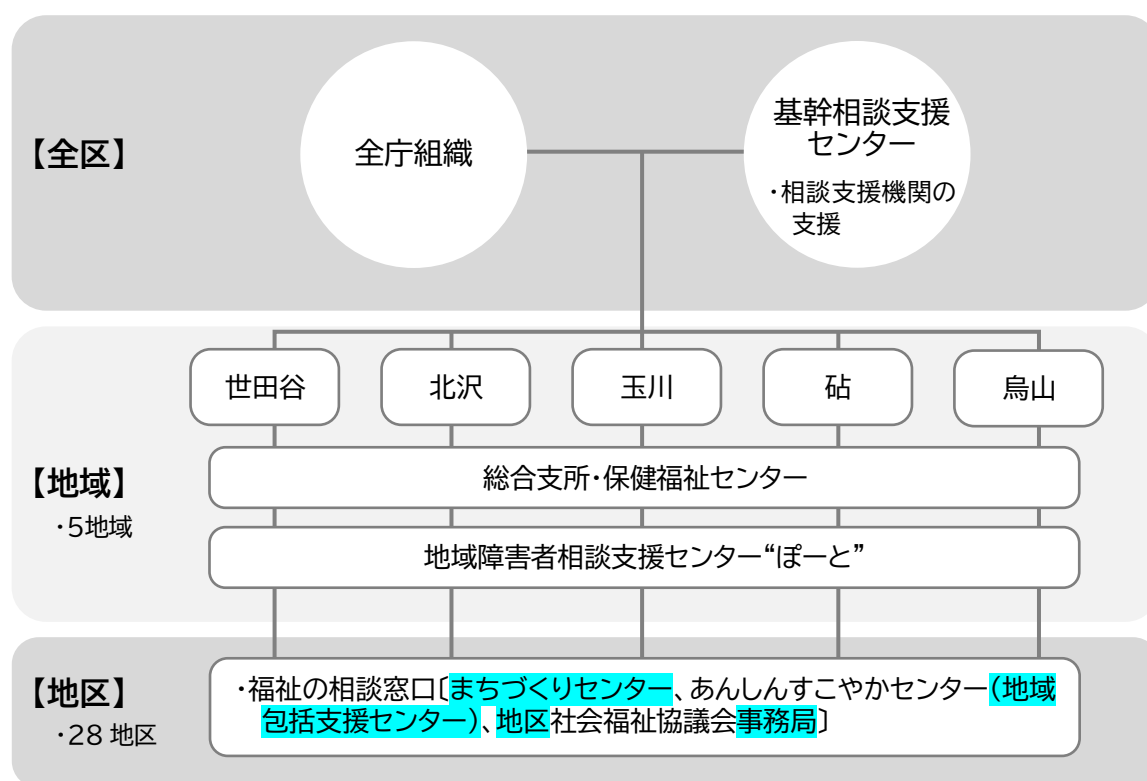 【全区】
全庁組織
基幹相談支援
センター
・相談支援機関の
支援
世田谷
北沢
玉川
砧
烏山
【地域】
・5地域
総合支所・保健福祉センター
地域障害者相談支援センター“ぽーと”
【地区】
・28 地区
・福祉の相談窓口〔まちづくりセンター、あんしんすこやかセンター(地域
包括支援センター)、地区社会福祉協議会事務局〕